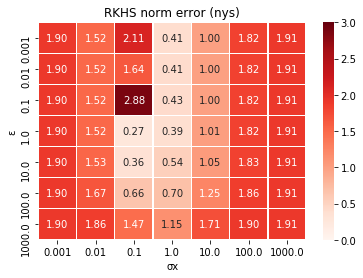 RKHS norm error (nys)
0.001 1.90 1.52 2.11 0.41 1.00 1.82 1.91
0.01 1.90 1.52 1.64 0.41 1.00 1.82 1.91
0.1 1.90 1.52 2.88 0.43 1.00 1.82 1.91
1.0 1.90 1.52 0.27 0.39 1.01 1.82 1.91
10.0 1.90 1.53 0.36 0.54 1.05 1.83 1.91
100.0 1.90 1.67 0.66 0.70 1.25 1.86 1.91
1000.0 1.90 1.86 1.47 1.15 1.71 1.90 1.91
0.001 0.01 0.1 1.0 10.0 100.0 1000.0
σx
ε
3.0
2.5
2.0
1.5
1.0
0.5
0.0